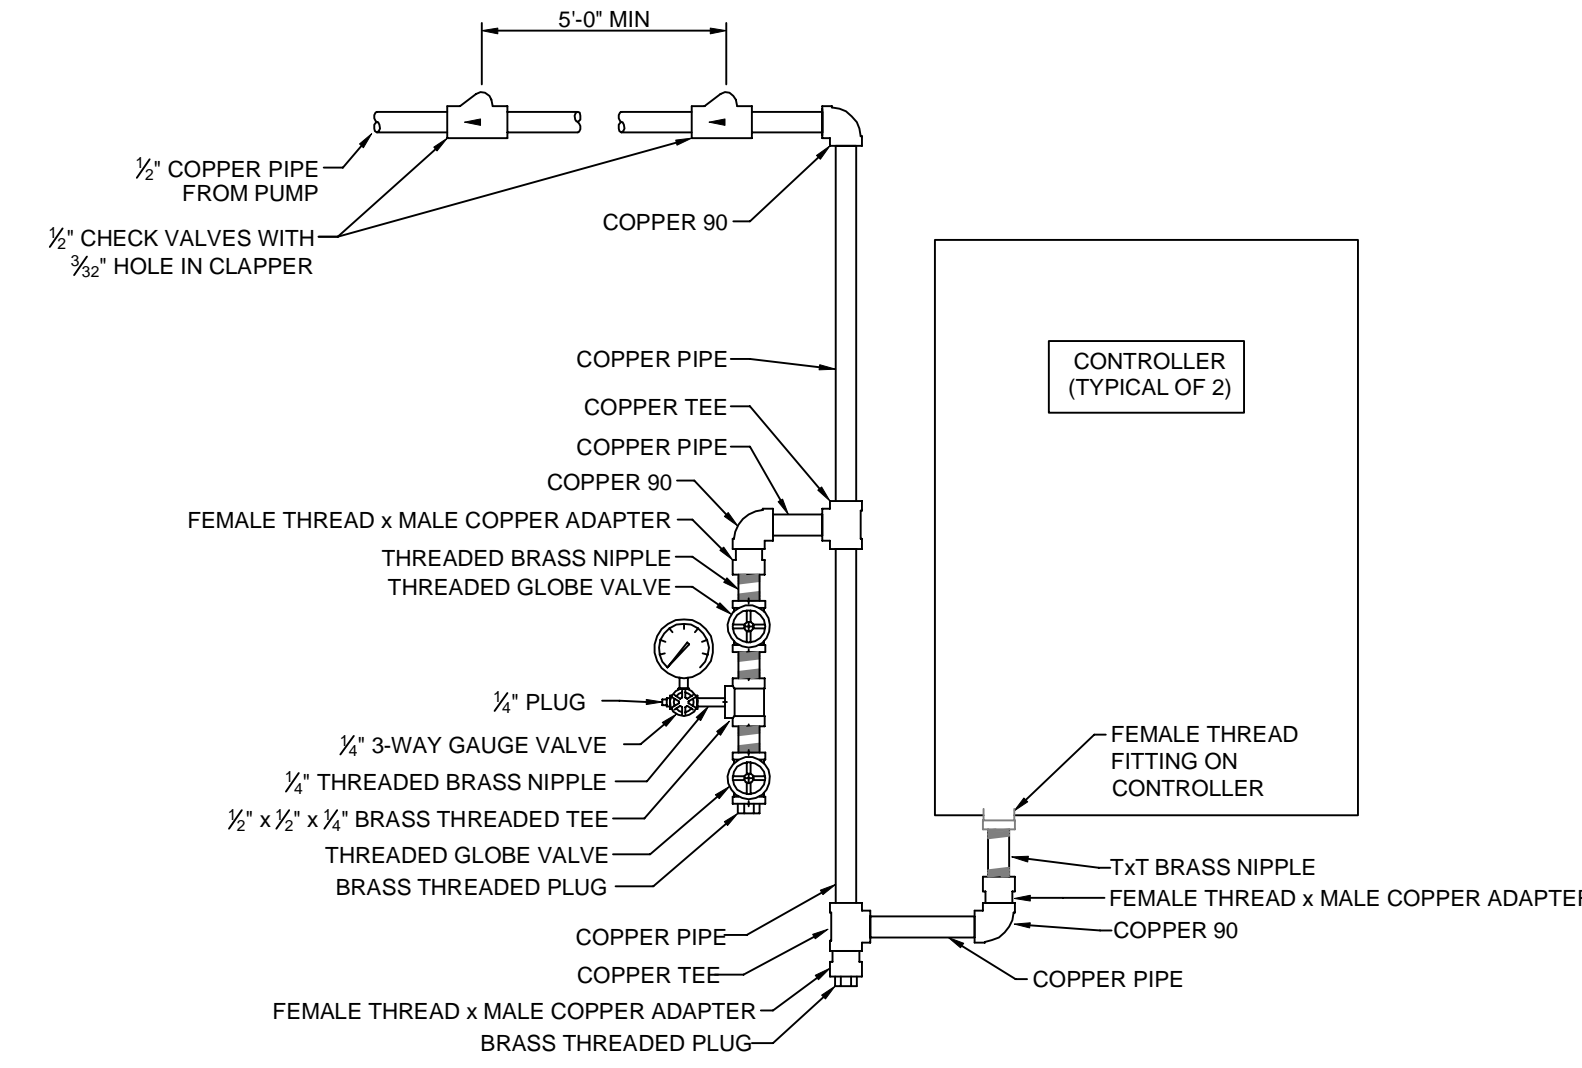 5'-0" MIN
½" COPPER PIPE
FROM PUMP
½" CHECK VALVES WITH
3⁄32" HOLE IN CLAPPER
COPPER 90
CONTROLLER
(TYPICAL OF 2)
COPPER PIPE
COPPER TEE
COPPER PIPE
COPPER 90
FEMALE THREAD x MALE COPPER ADAPTER
THREADED BRASS NIPPLE
THREADED GLOBE VALVE
¼" PLUG
¼" 3-WAY GAUGE VALVE
¼" THREADED BRASS NIPPLE
½" x ½" x ¼" BRASS THREADED TEE
THREADED GLOBE VALVE
BRASS THREADED PLUG
FEMALE THREAD
FITTING ON
CONTROLLER
TxT BRASS NIPPLE
FEMALE THREAD x MALE COPPER ADAPTER
COPPER 90
COPPER PIPE
COPPER PIPE
COPPER TEE
FEMALE THREAD x MALE COPPER ADAPTER
BRASS THREADED PLUG